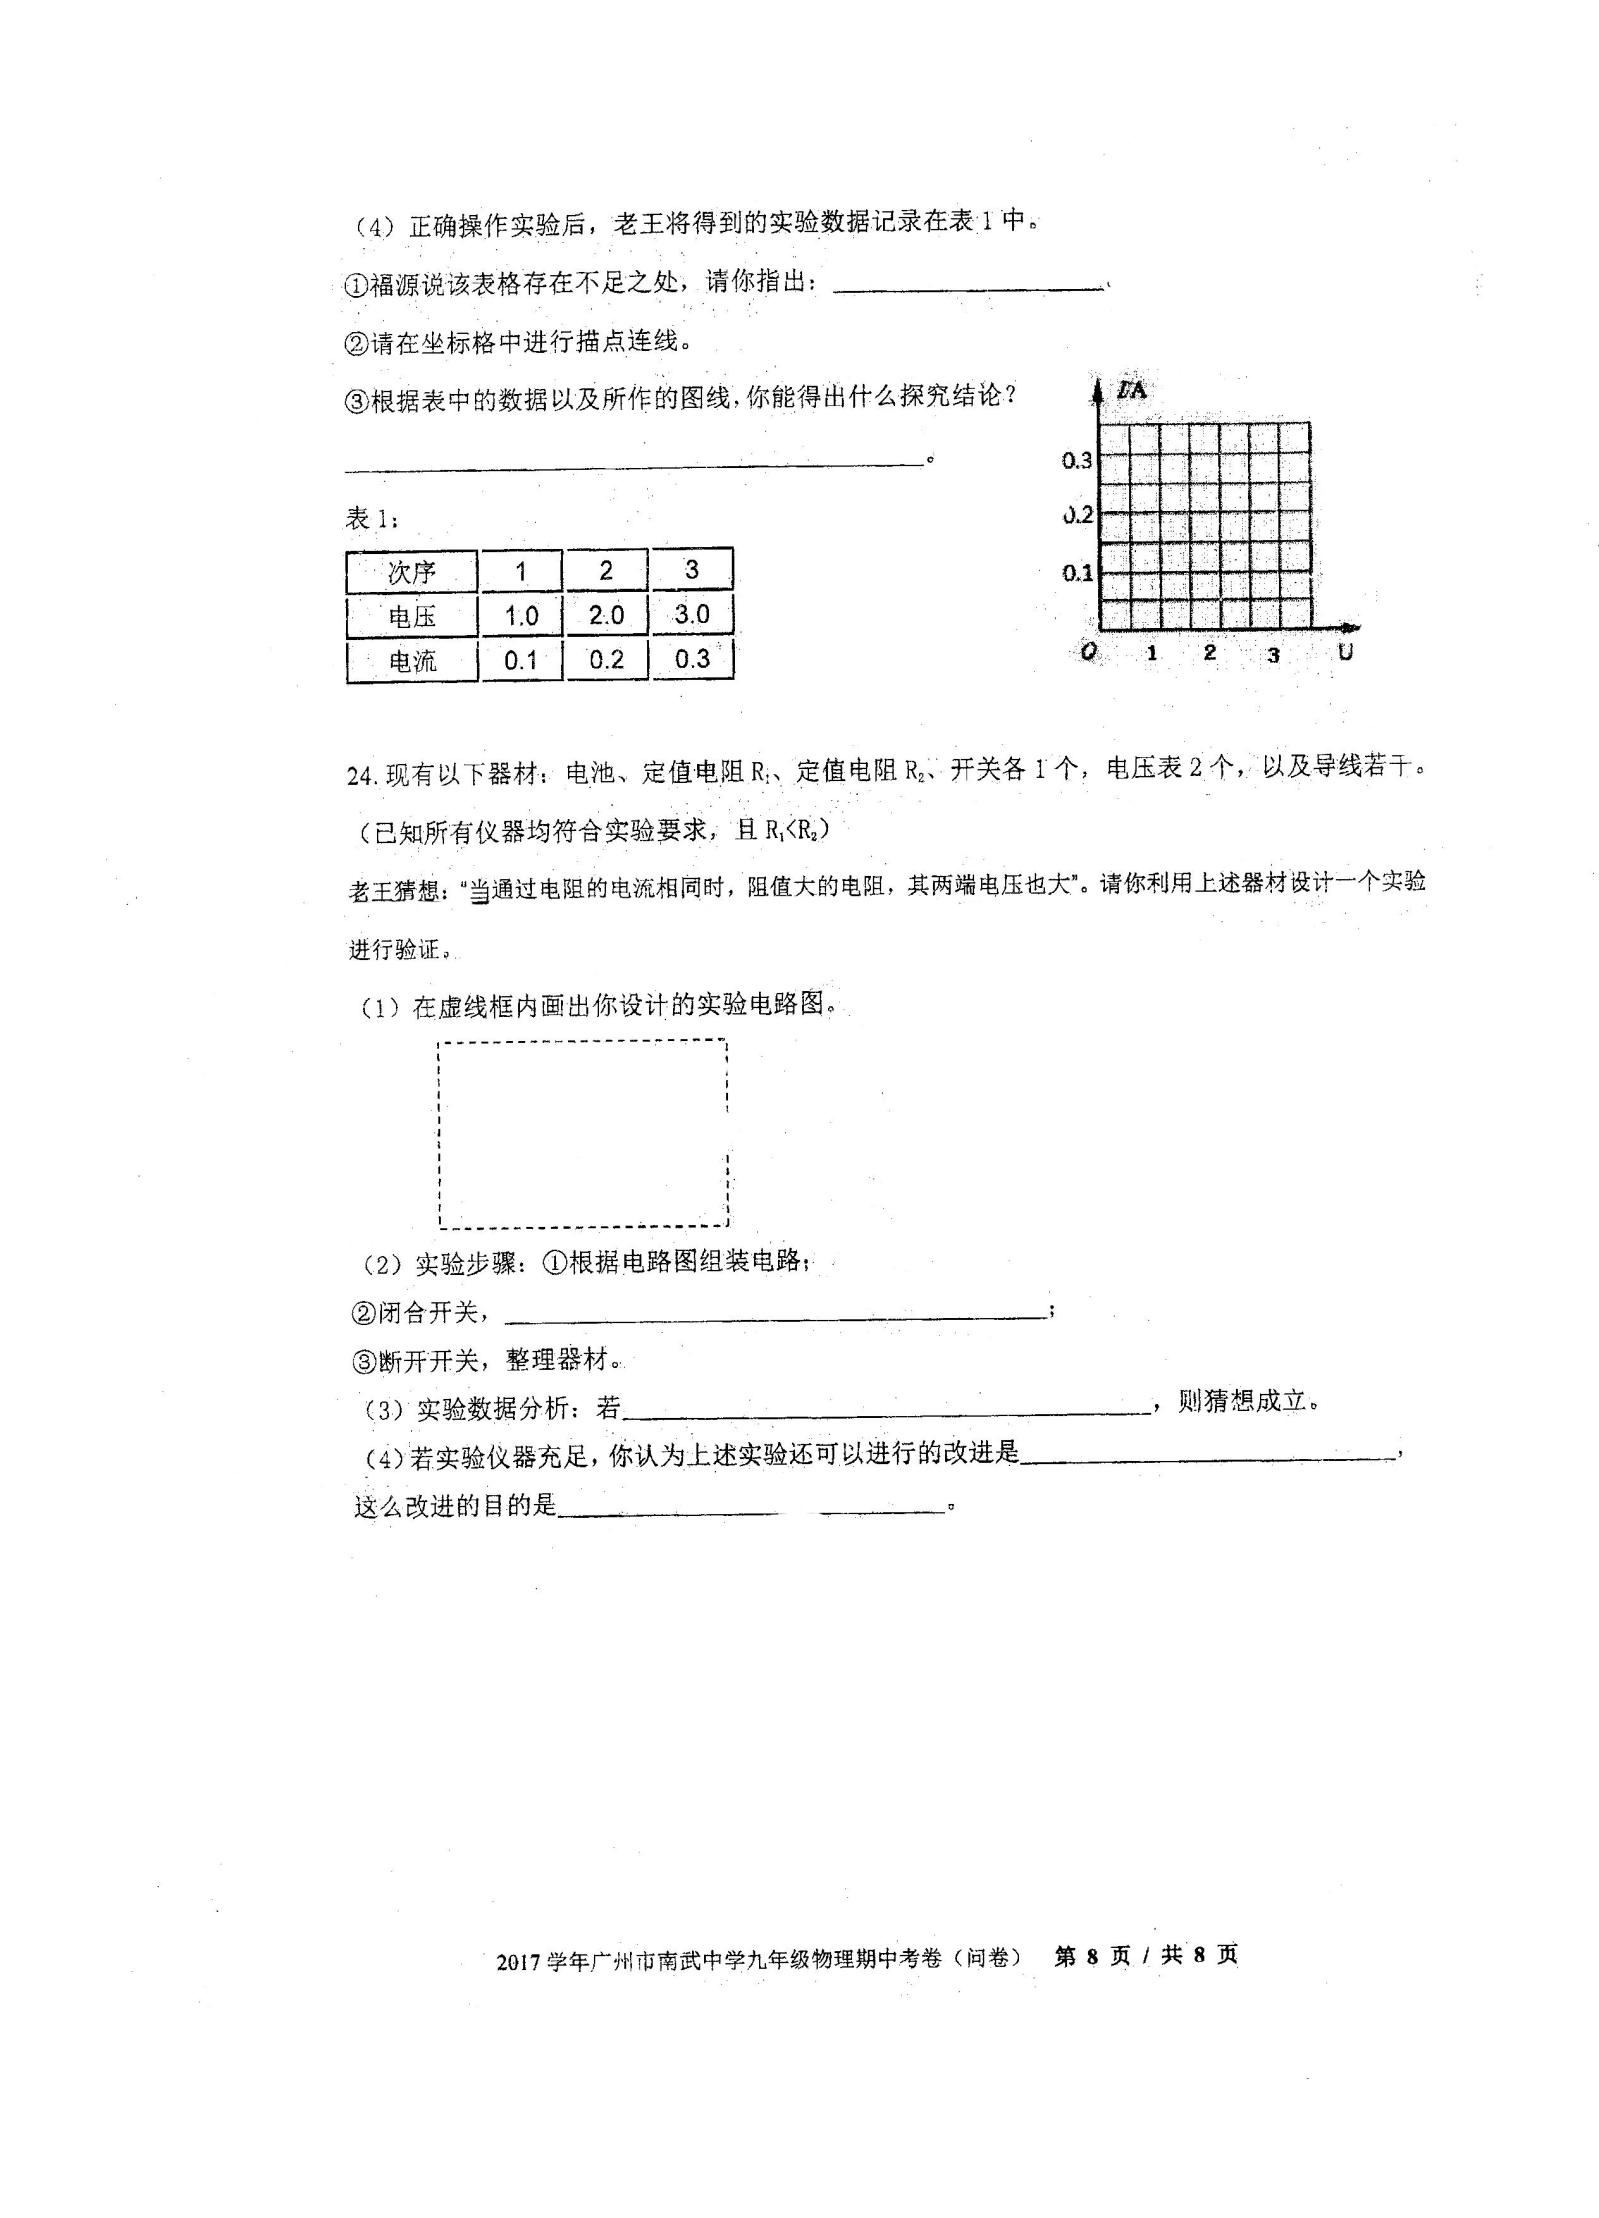 （4）正确操作实验后，老王将得到的实验数据记录在表 1 中。
①福源说该表格存在不足之处，请你指出：
②请在坐标格中进行描点连线。
③根据表中的数据以及所作的图线,你能得出什么探究结论？
。
I/A
0.3
0.2
0.1
O 1 2 3 U
表 1：
次序 1 2 3
电压 1.0 2.0 3.0
电流 0.1 0.2 0.3
24. 现有以下器材：电池、定值电阻 R₁、定值电阻 R₂、开关各 1 个，电压表 2 个，以及导线若干。
（已知所有仪器均符合实验要求，且 R₁<R₂）
老王猜想：“当通过电阻的电流相同时，阻值大的电阻，其两端电压也大”。请你利用上述器材设计一个实验
进行验证。
（1）在虚线框内画出你设计的实验电路图。
（2）实验步骤：①根据电路图组装电路；
②闭合开关，；
③断开开关，整理器材。
（3）实验数据分析：若，则猜想成立。
（4）若实验仪器充足,你认为上述实验还可以进行的改进是，
这么改进的目的是。
2017 学年广州市南武中学九年级物理期中考卷（问卷） 第 8 页 / 共 8 页